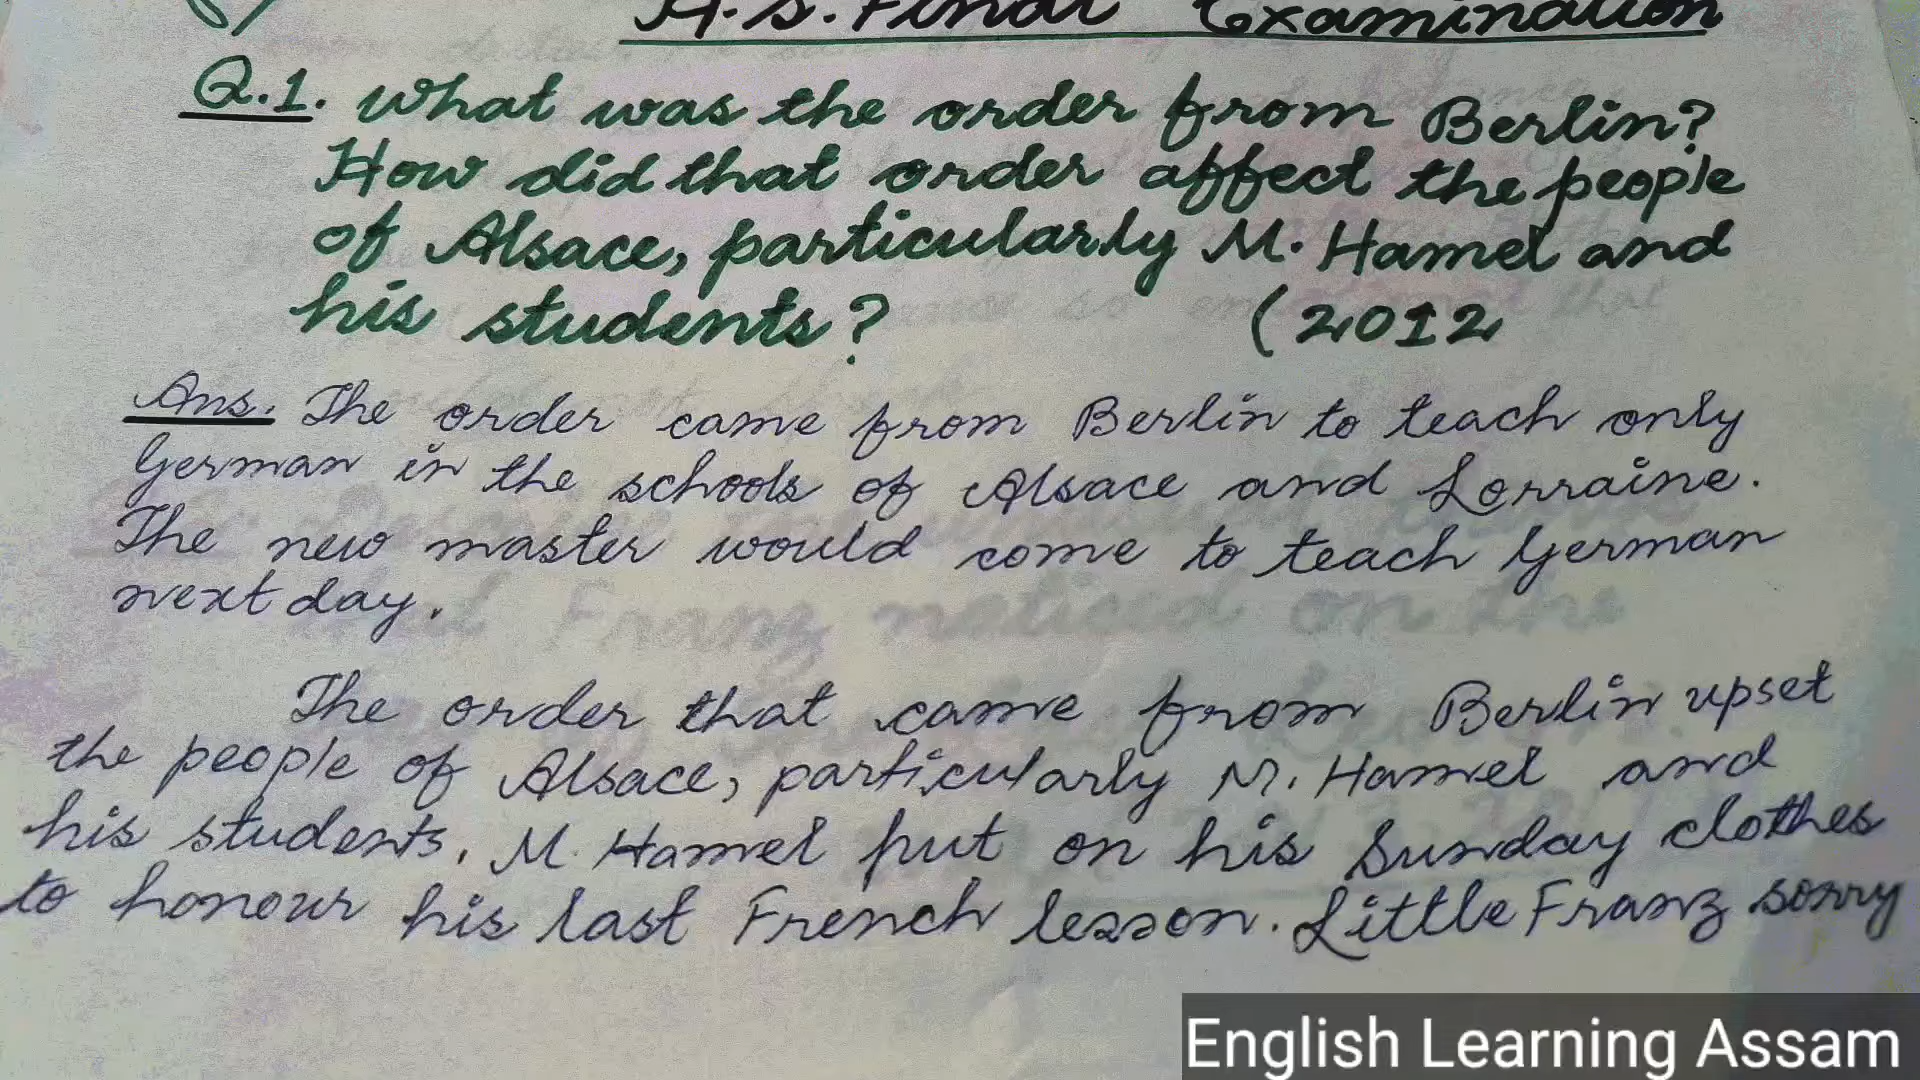 H.S. Final Examination
Q.1. What was the order from Berlin?
How did that order affect the people
of Alsace, particularly M. Hamel and
his students? (2012
Ans. The order came from Berlin to teach only
German in the schools of Alsace and Lorraine.
The new master would come to teach German
next day.
The order that came from Berlin upset
the people of Alsace, particularly M. Hamel and
his students. M. Hamel put on his Sunday clothes
to honour his last French lesson. Little Franz sorry
English Learning Assam